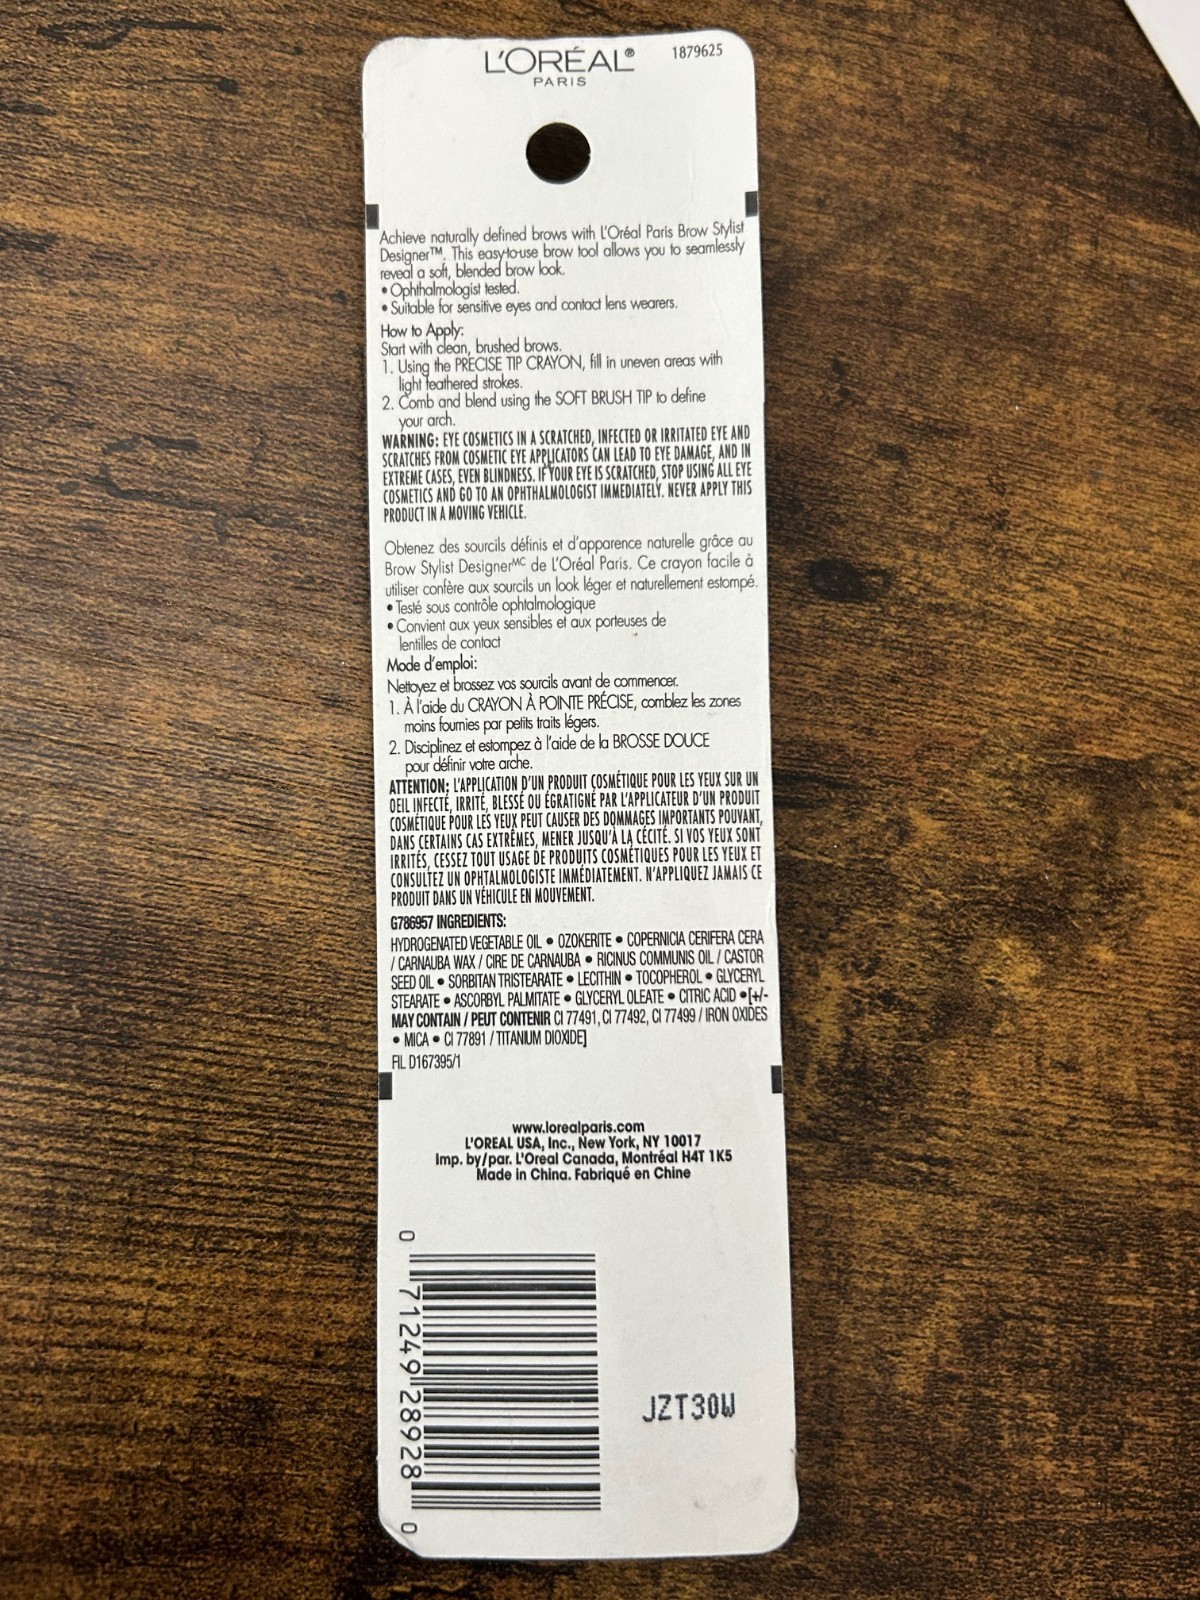 L'ORÉAL®
PARIS
1879625
Achieve naturally defined brows with L'Oréal Paris Brow Stylist
Designer™. This easy-to-use brow tool allows you to seamlessly
reveal a soft, blended brow look.
• Ophthalmologist tested.
• Suitable for sensitive eyes and contact lens wearers.
How to Apply:
Start with clean, brushed brows.
1. Using the PRECISE TIP CRAYON, fill in uneven areas with
light feathered strokes.
2. Comb and blend using the SOFT BRUSH TIP to define
your arch.
WARNING: EYE COSMETICS IN A SCRATCHED, INFECTED OR IRRITATED EYE AND
SCRATCHES FROM COSMETIC EYE APPLICATORS CAN LEAD TO EYE DAMAGE, AND IN
EXTREME CASES, EVEN BLINDNESS. IF YOUR EYE IS SCRATCHED, STOP USING ALL EYE
COSMETICS AND GO TO AN OPHTHALMOLOGIST IMMEDIATELY. NEVER APPLY THIS
PRODUCT IN A MOVING VEHICLE.
Obtenez des sourcils définis et d'apparence naturelle grâce au
Brow Stylist Designer MC de L'Oréal Paris. Ce crayon facile à
utiliser confère aux sourcils un look léger et naturellement estompé.
• Testé sous contrôle ophtalmologique
• Convient aux yeux sensibles et aux porteuses de
lentilles de contact
Mode d'emploi:
Nettoyez et brossez vos sourcils avant de commencer.
1. À l'aide du CRAYON À POINTE PRÉCISE, comblez les zones
moins fournies par petits traits légers.
2. Disciplinez et estompez à l'aide de la BROSSE DOUCE
pour définir votre arche.
ATTENTION: L'APPLICATION D'UN PRODUIT COSMÉTIQUE POUR LES YEUX SUR UN
OEIL INFECTÉ, IRRITÉ, BLESSÉ OU ÉGRATIGNÉ PAR L'APPLICATEUR D'UN PRODUIT
COSMÉTIQUE POUR LES YEUX PEUT CAUSER DES DOMMAGES IMPORTANTS POUVANT,
DANS CERTAINS CAS EXTRÊMES, MENER JUSQU'À LA CÉCITÉ. SI VOS YEUX SONT
IRRITÉS, CESSEZ TOUT USAGE DE PRODUITS COSMÉTIQUES POUR LES YEUX ET
CONSULTEZ UN OPHTALMOLOGISTE IMMÉDIATEMENT. N'APPLIQUEZ JAMAIS CE
PRODUIT DANS UN VÉHICULE EN MOUVEMENT.
G786957 INGREDIENTS:
HYDROGENATED VEGETABLE OIL • OZOKERITE • COPERNICIA CERIFERA CERA
/ CARNAUBA WAX / CIRE DE CARNAUBA • RICINUS COMMUNIS OIL / CASTOR
SEED OIL • SORBITAN TRISTEARATE • LECITHIN • TOCOPHEROL • GLYCERYL
STEARATE • ASCORBYL PALMITATE • GLYCERYL OLEATE • CITRIC ACID • [+/-
MAY CONTAIN / PEUT CONTENIR CI 77491, CI 77492, CI 77499 / IRON OXIDES
• MICA • CI 77891 / TITANIUM DIOXIDE]
FIL D167395/1
www.lorealparis.com
L'OREAL USA, Inc., New York, NY 10017
Imp. by/par. L'Oreal Canada, Montréal H4T 1K5
Made in China. Fabriqué en Chine
0 71249 28928 0
JZT30W